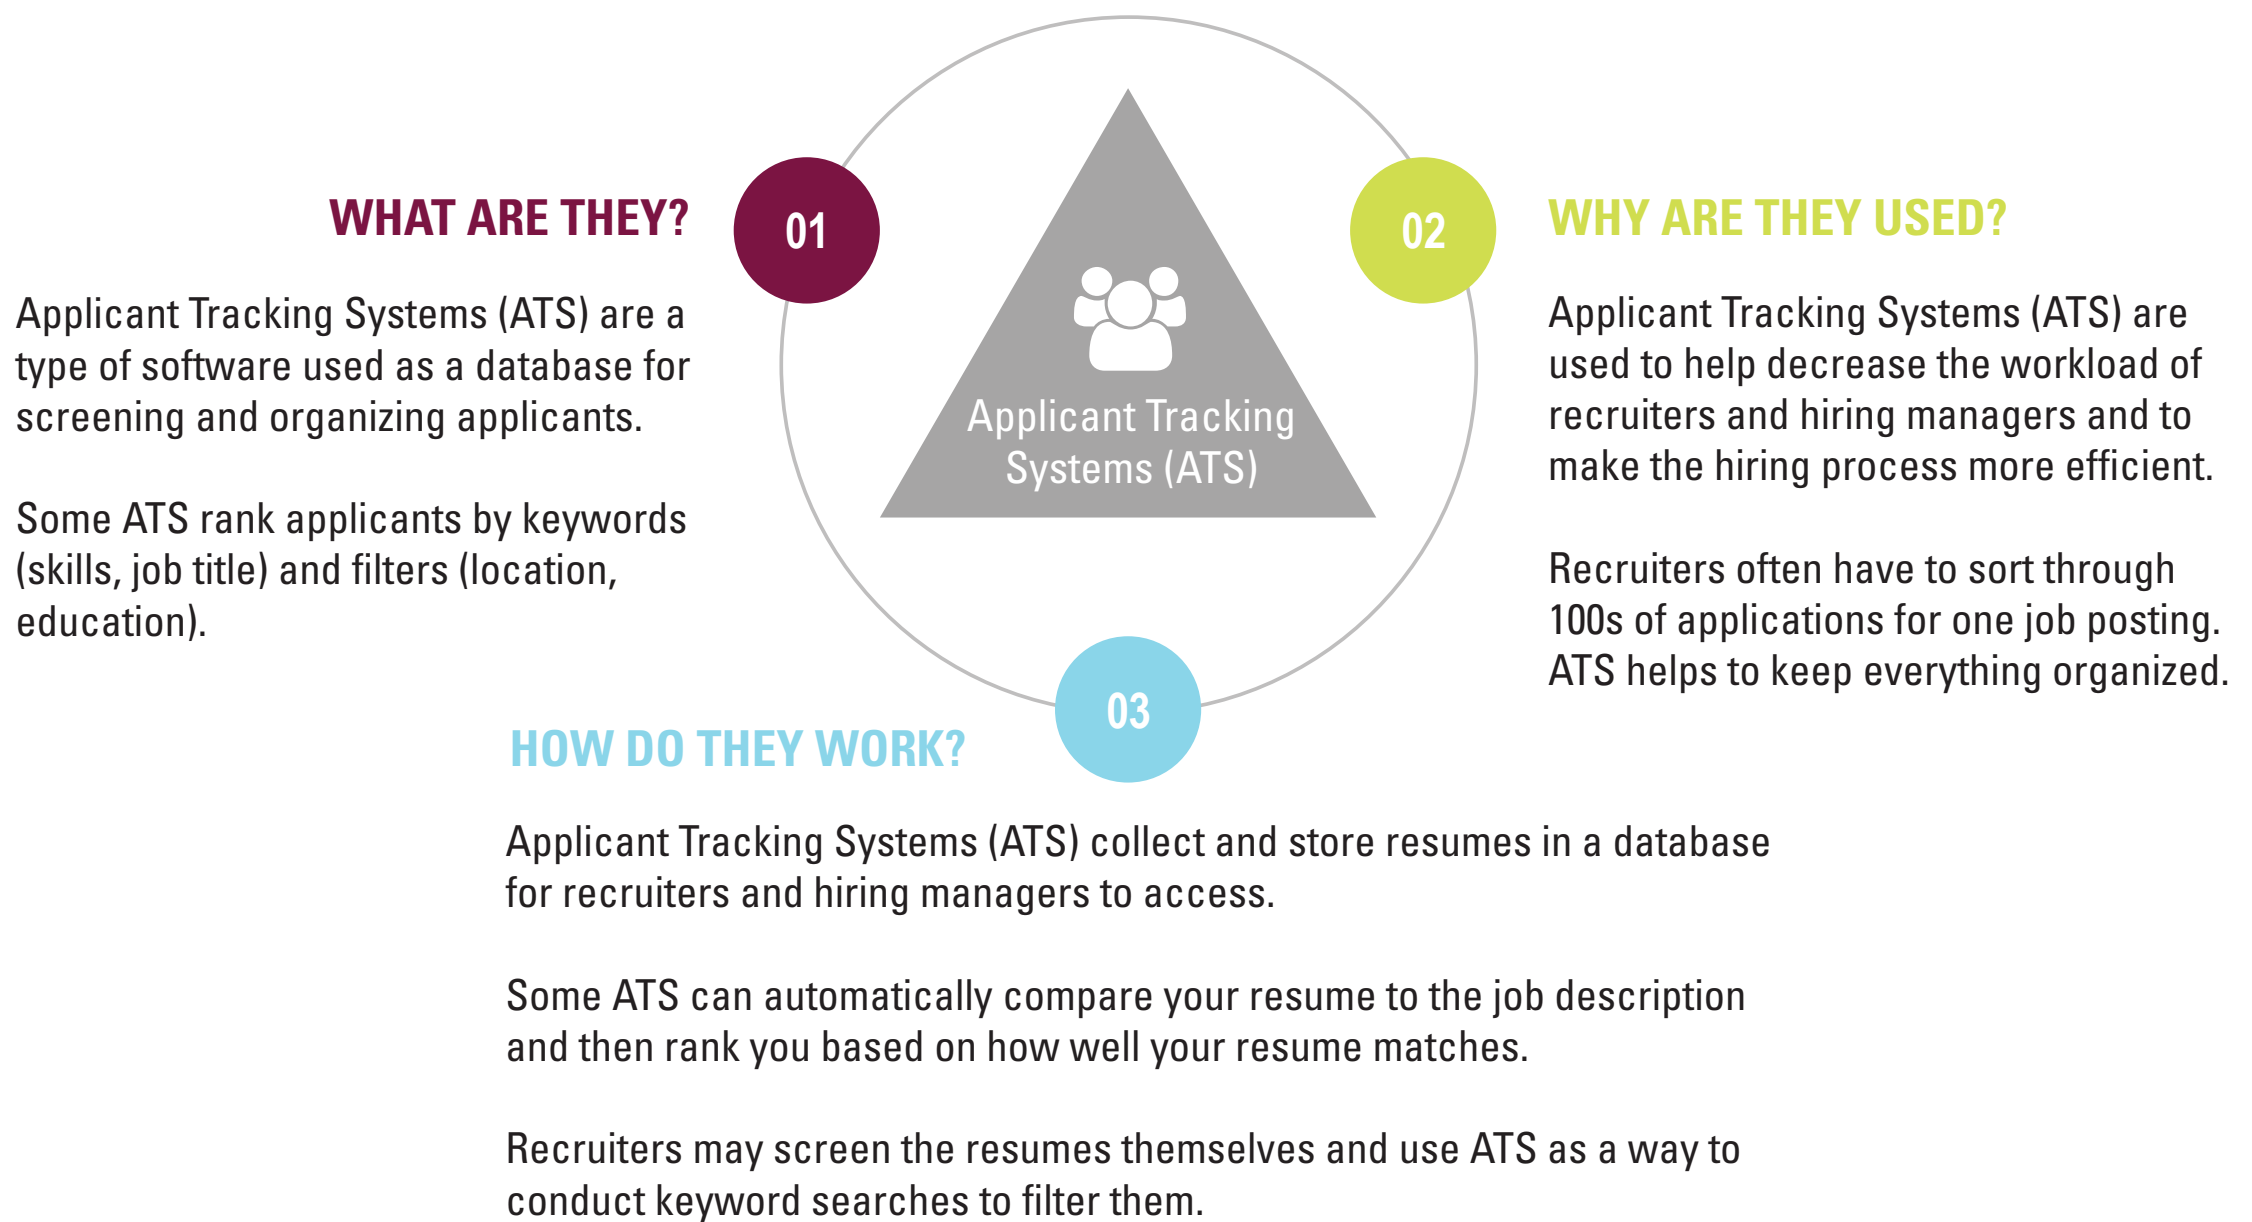 WHAT ARE THEY?
01
Applicant Tracking Systems (ATS) are a
type of software used as a database for
screening and organizing applicants.
Some ATS rank applicants by keywords
(skills, job title) and filters (location,
education).
Applicant Tracking
Systems (ATS)
02
WHY ARE THEY USED?
Applicant Tracking Systems (ATS) are
used to help decrease the workload of
recruiters and hiring managers and to
make the hiring process more efficient.
Recruiters often have to sort through
100s of applications for one job posting.
ATS helps to keep everything organized.
03
HOW DO THEY WORK?
Applicant Tracking Systems (ATS) collect and store resumes in a database
for recruiters and hiring managers to access.
Some ATS can automatically compare your resume to the job description
and then rank you based on how well your resume matches.
Recruiters may screen the resumes themselves and use ATS as a way to
conduct keyword searches to filter them.